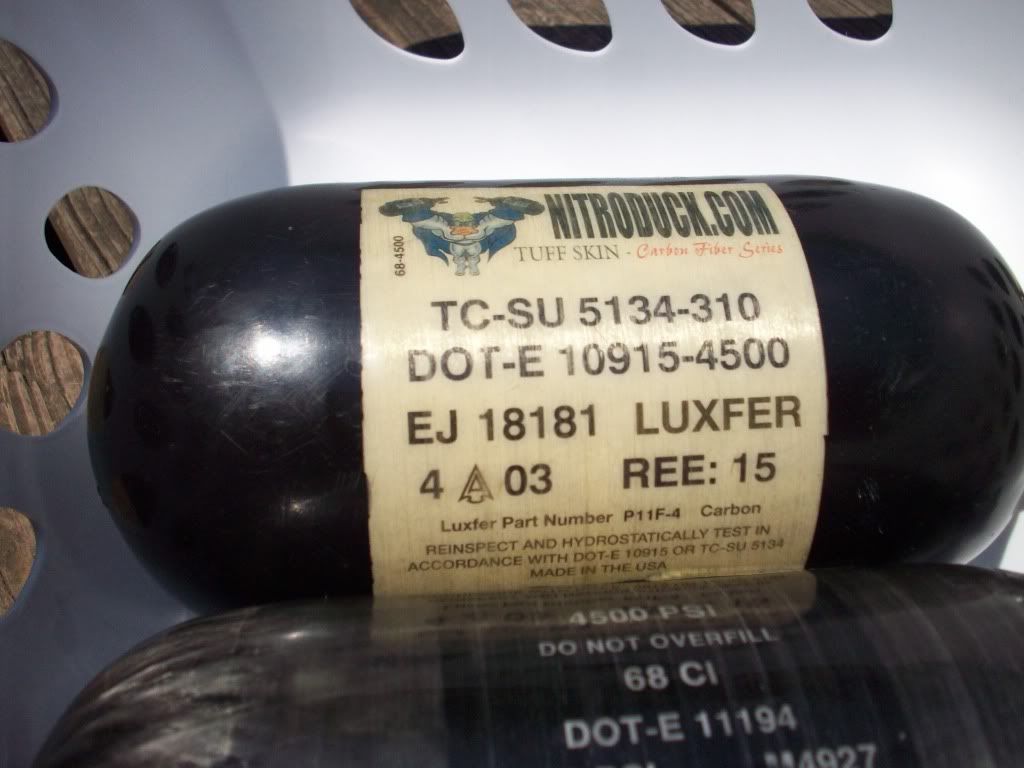 68-4500
NITRODUCK.COM
TUFF SKIN - Carbon Fiber Series
TC-SU 5134-310
DOT-E 10915-4500
EJ 18181 LUXFER
4 03 REE: 15
Luxfer Part Number P11F-4 Carbon
REINSPECT AND HYDROSTATICALLY TEST IN
ACCORDANCE WITH DOT-E 10915 OR TC-SU 5134
MADE IN THE USA
4500 PSI
DO NOT OVERFILL
68 CI
DOT-E 11194
M4927